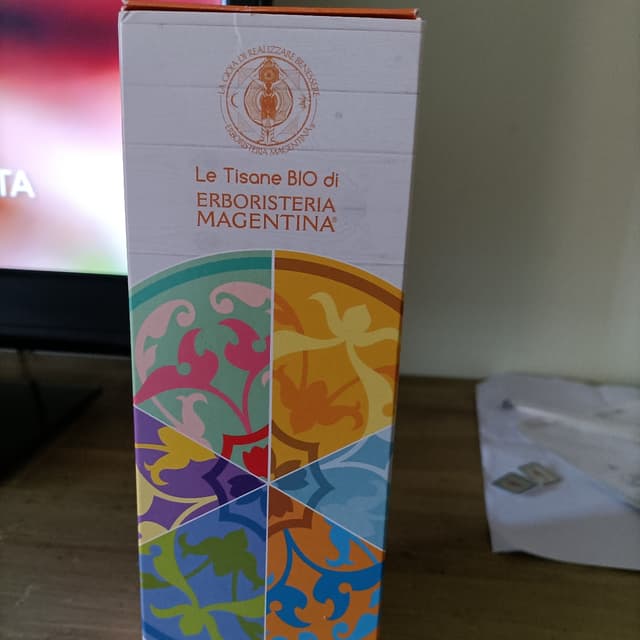 LA GIOIA DI REALIZZARE BENESSERE
ERBORISTERIA MAGENTINA
Le Tisane BIO di
ERBORISTERIA
MAGENTINA®
TA